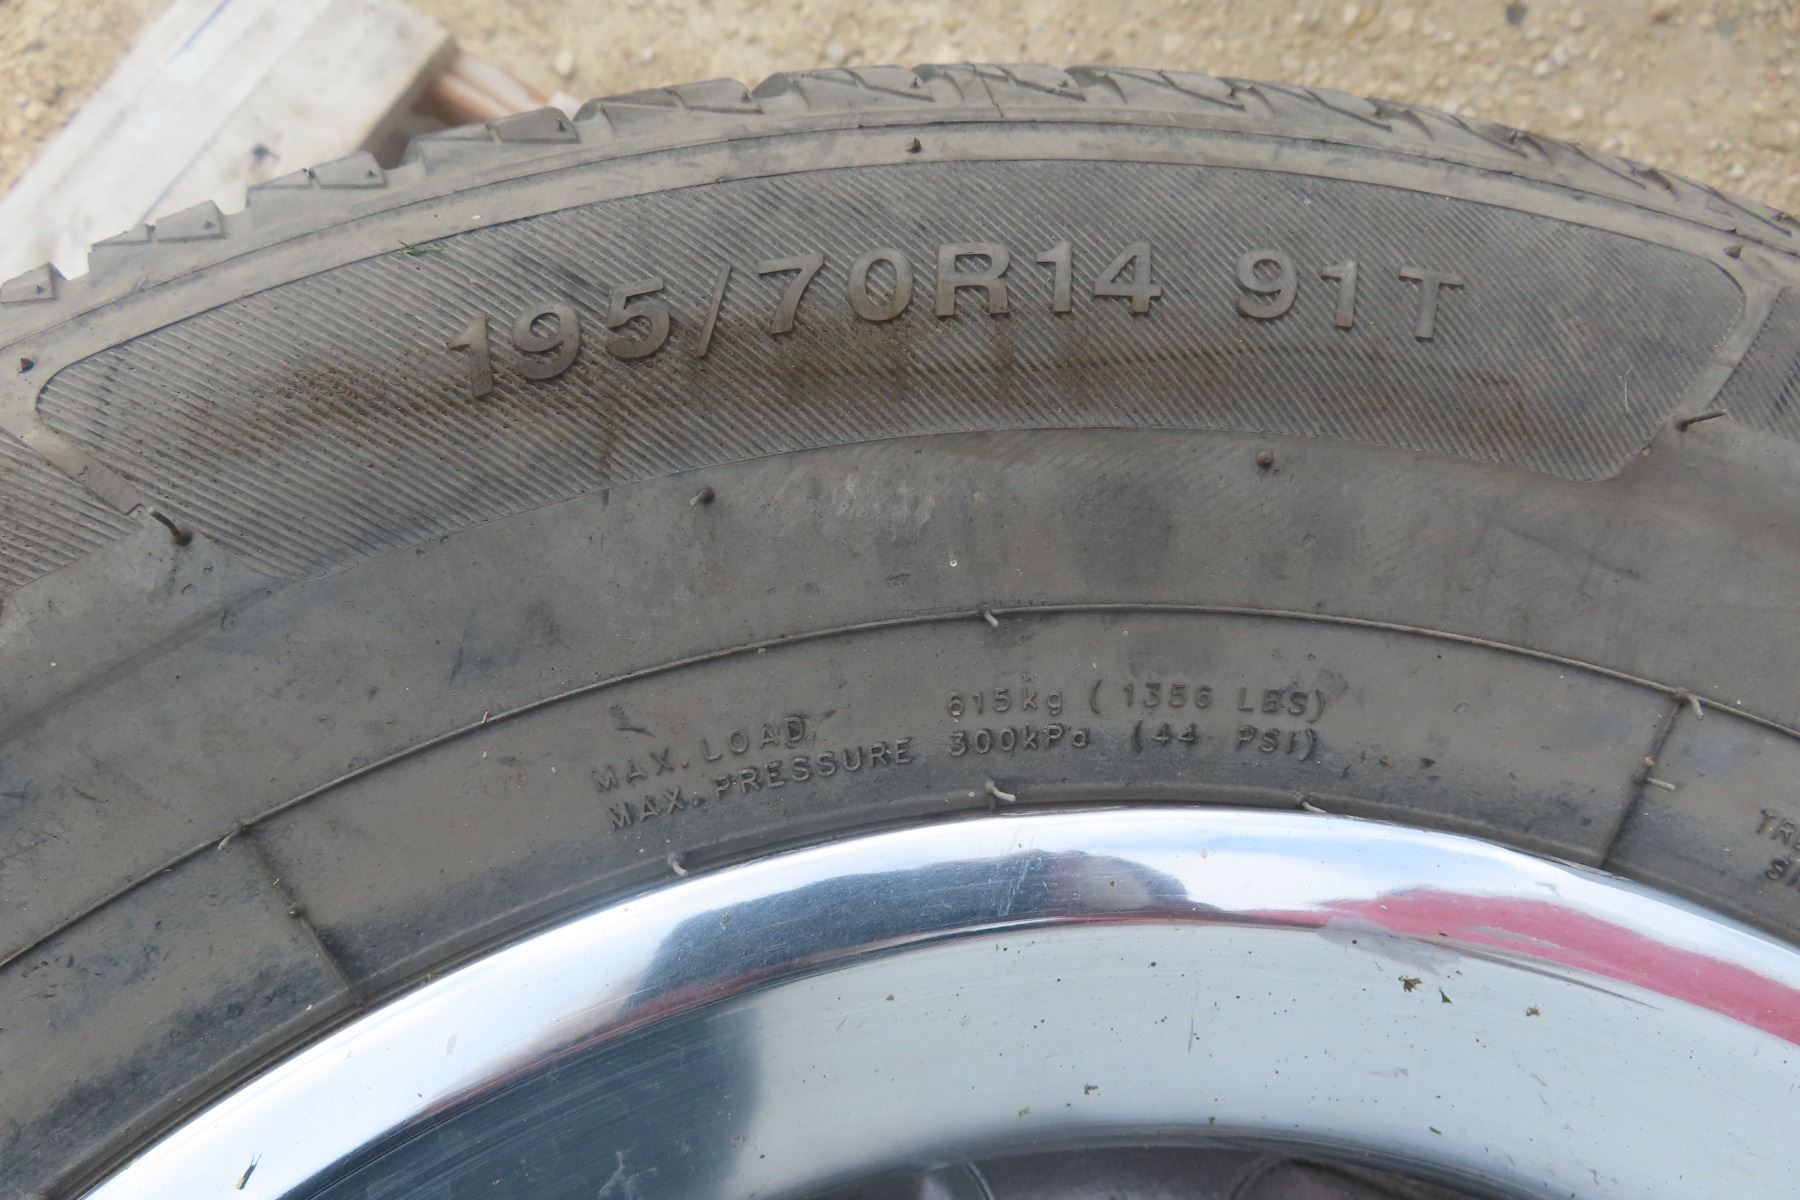 195/70R14 91T
MAX. LOAD 615kg (1356 LBS)
MAX. PRESSURE 300kPa (44 PSI)